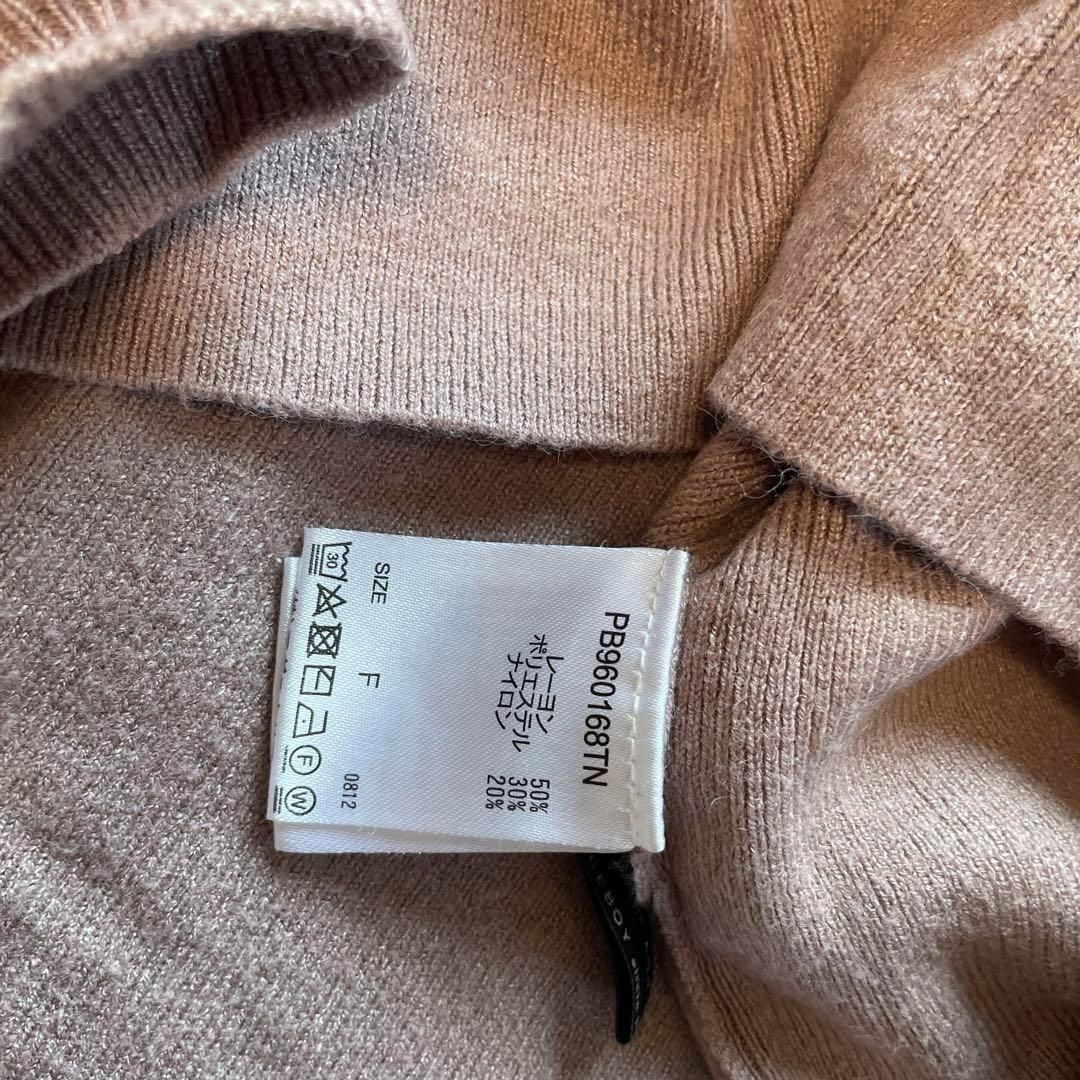 PB960168TN
レーヨン 50%
ポリエステル 30%
ナイロン 20%
SIZE F
0812
30
F
W